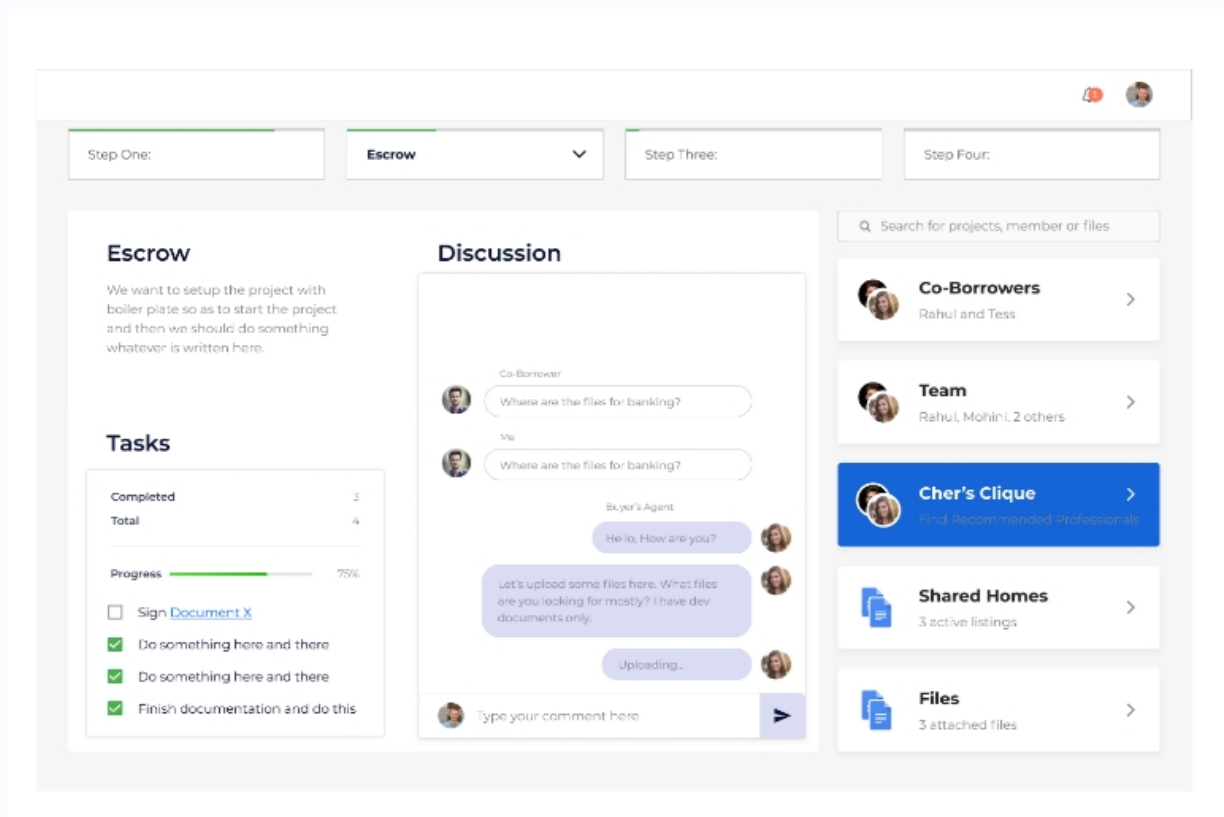 1
Step One:
Escrow
Step Three:
Step Four:
Escrow
We want to setup the project with
boiler plate so as to start the project
and then we should do something
whatever is written here.
Tasks
Completed 3
Total 4
Progress 75%
Sign Document X
Do something here and there
Do something here and there
Finish documentation and do this
Discussion
Co-Borrower
Where are the files for banking?
Me
Where are the files for banking?
Buyer's Agent
Hello, How are you?
Let's upload some files here. What files
are you looking for mostly? I have dev
documents only.
Uploading..
Type your comment here
Search for projects, member or files
Co-Borrowers
Rahul and Tess
Team
Rahul, Mohini, 2 others
Cher's Clique
Find Recommended Professionals
Shared Homes
3 active listings
Files
3 attached files